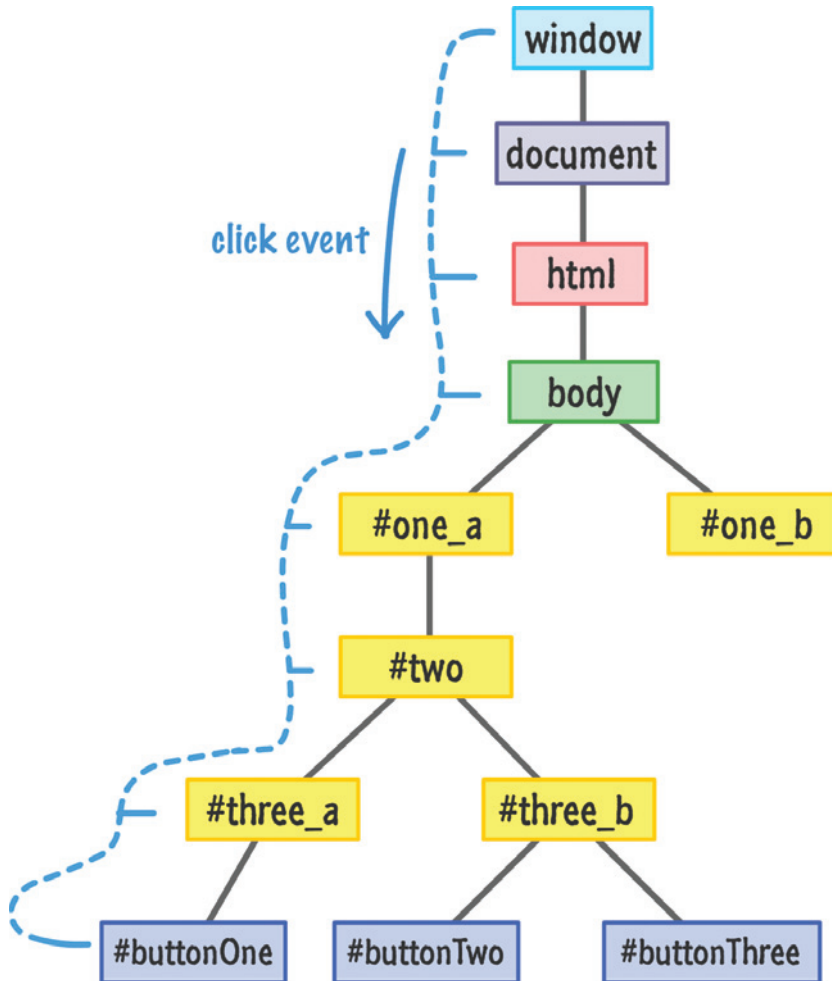 window
document
click event
html
body
#one_a
#one_b
#two
#three_a
#three_b
#buttonOne
#buttonTwo
#buttonThree